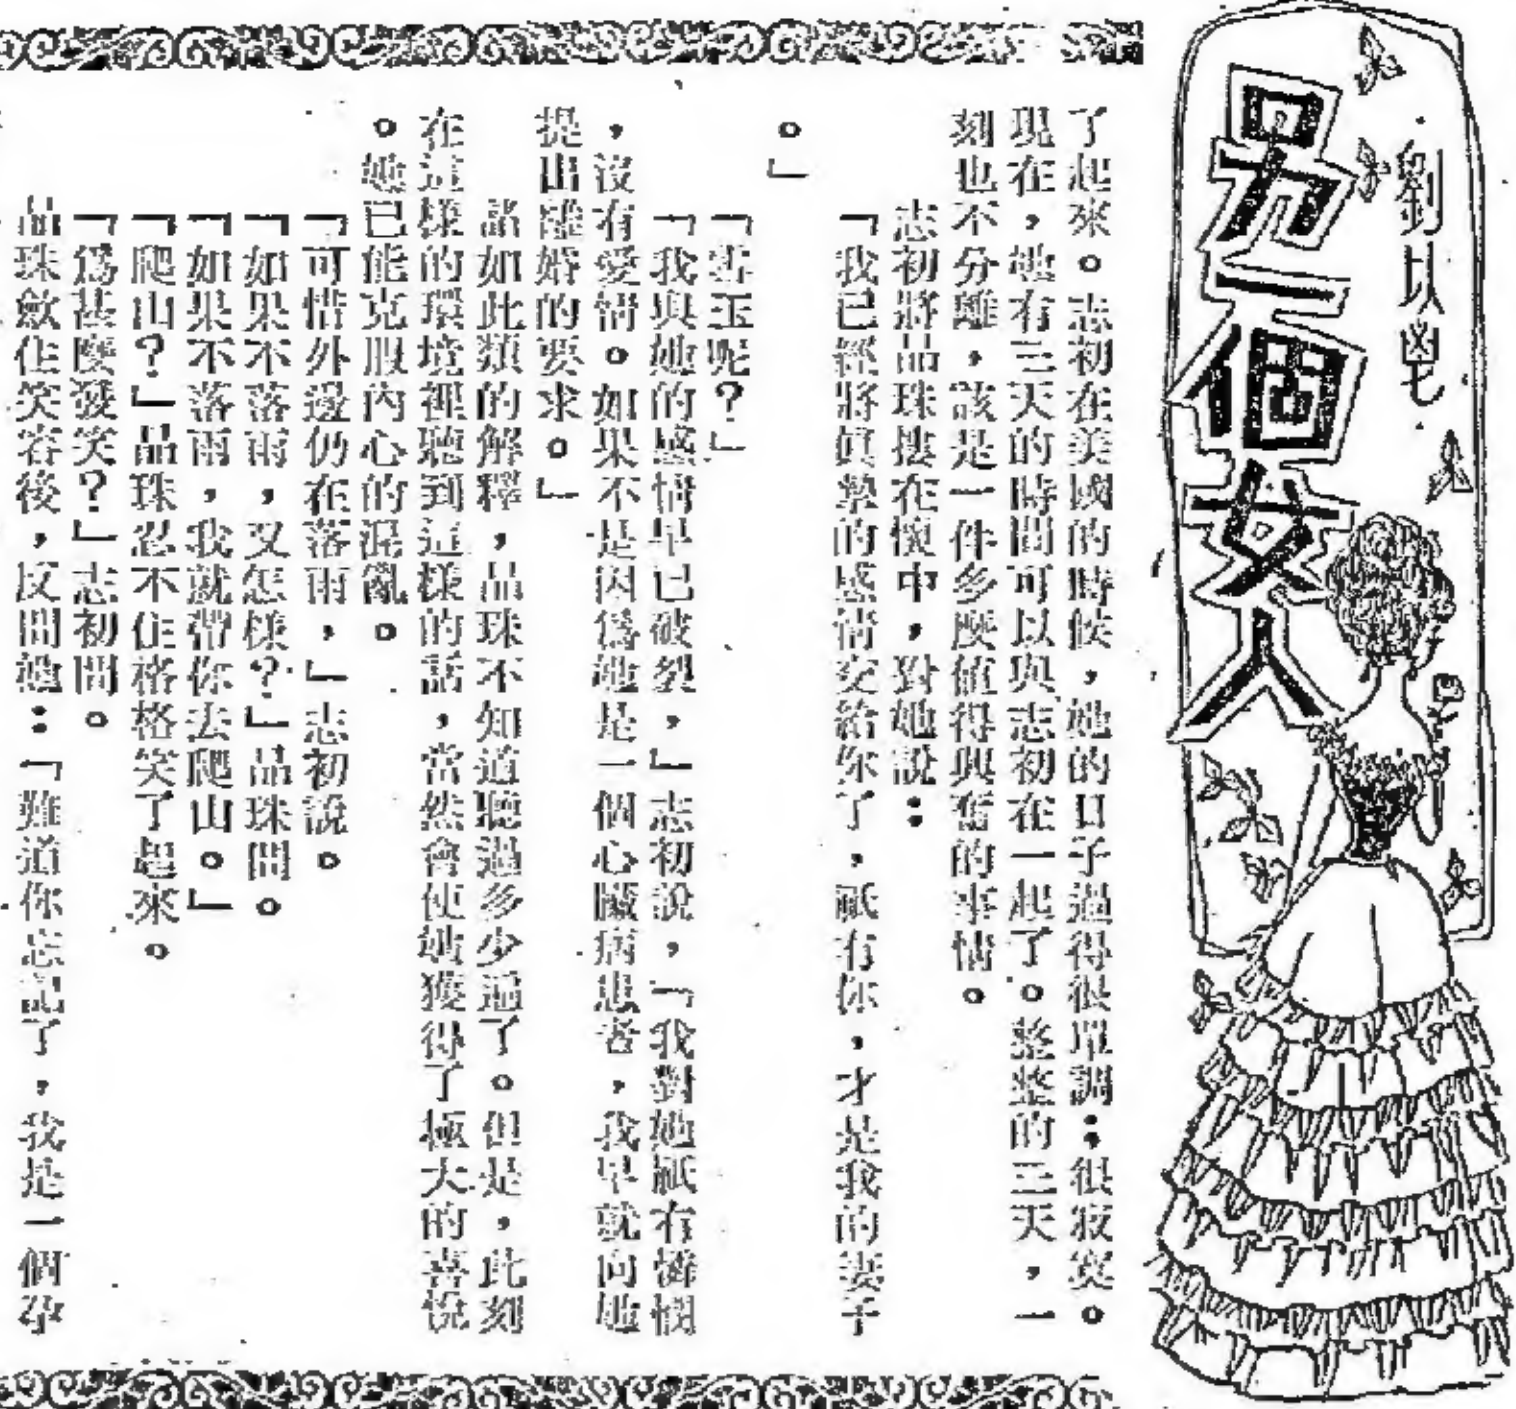 另一個女人
劉以鬯
了起來。志初在美國的時候,她的日子過得很單調;很寂寞。
現在,她有三天的時間可以與志初在一起了。整整的三天,一
刻也不分離,該是一件多麼值得興奮的事情。
志初將品珠摟在懷中,對她說:
「我已經將眞摯的感情交給你了,祇有你,才是我的妻子
。」
「雪玉呢?」
「我與她的感情早已破裂,」志初說,「我對她祇有憐憫
,沒有愛情。如果不是因爲她是一個心臟病患者,我早就向她
提出離婚的要求。」
諸如此類的解釋,品珠不知道聽過多少遍了。但是,此刻
在這樣的環境裡聽到這樣的話,當然會使她獲得了極大的喜悅
。她已能克服內心的混亂。
「可惜外邊仍在落雨,」志初說。
「如果不落雨,又怎樣?」品珠問。
「如果不落雨,我就帶你去爬山。」
「爬山?」品珠忍不住格格笑了起來。
「爲甚麼發笑?」志初問。
品珠歛住笑容後,反問她:「難道你忘記了,我是一個孕